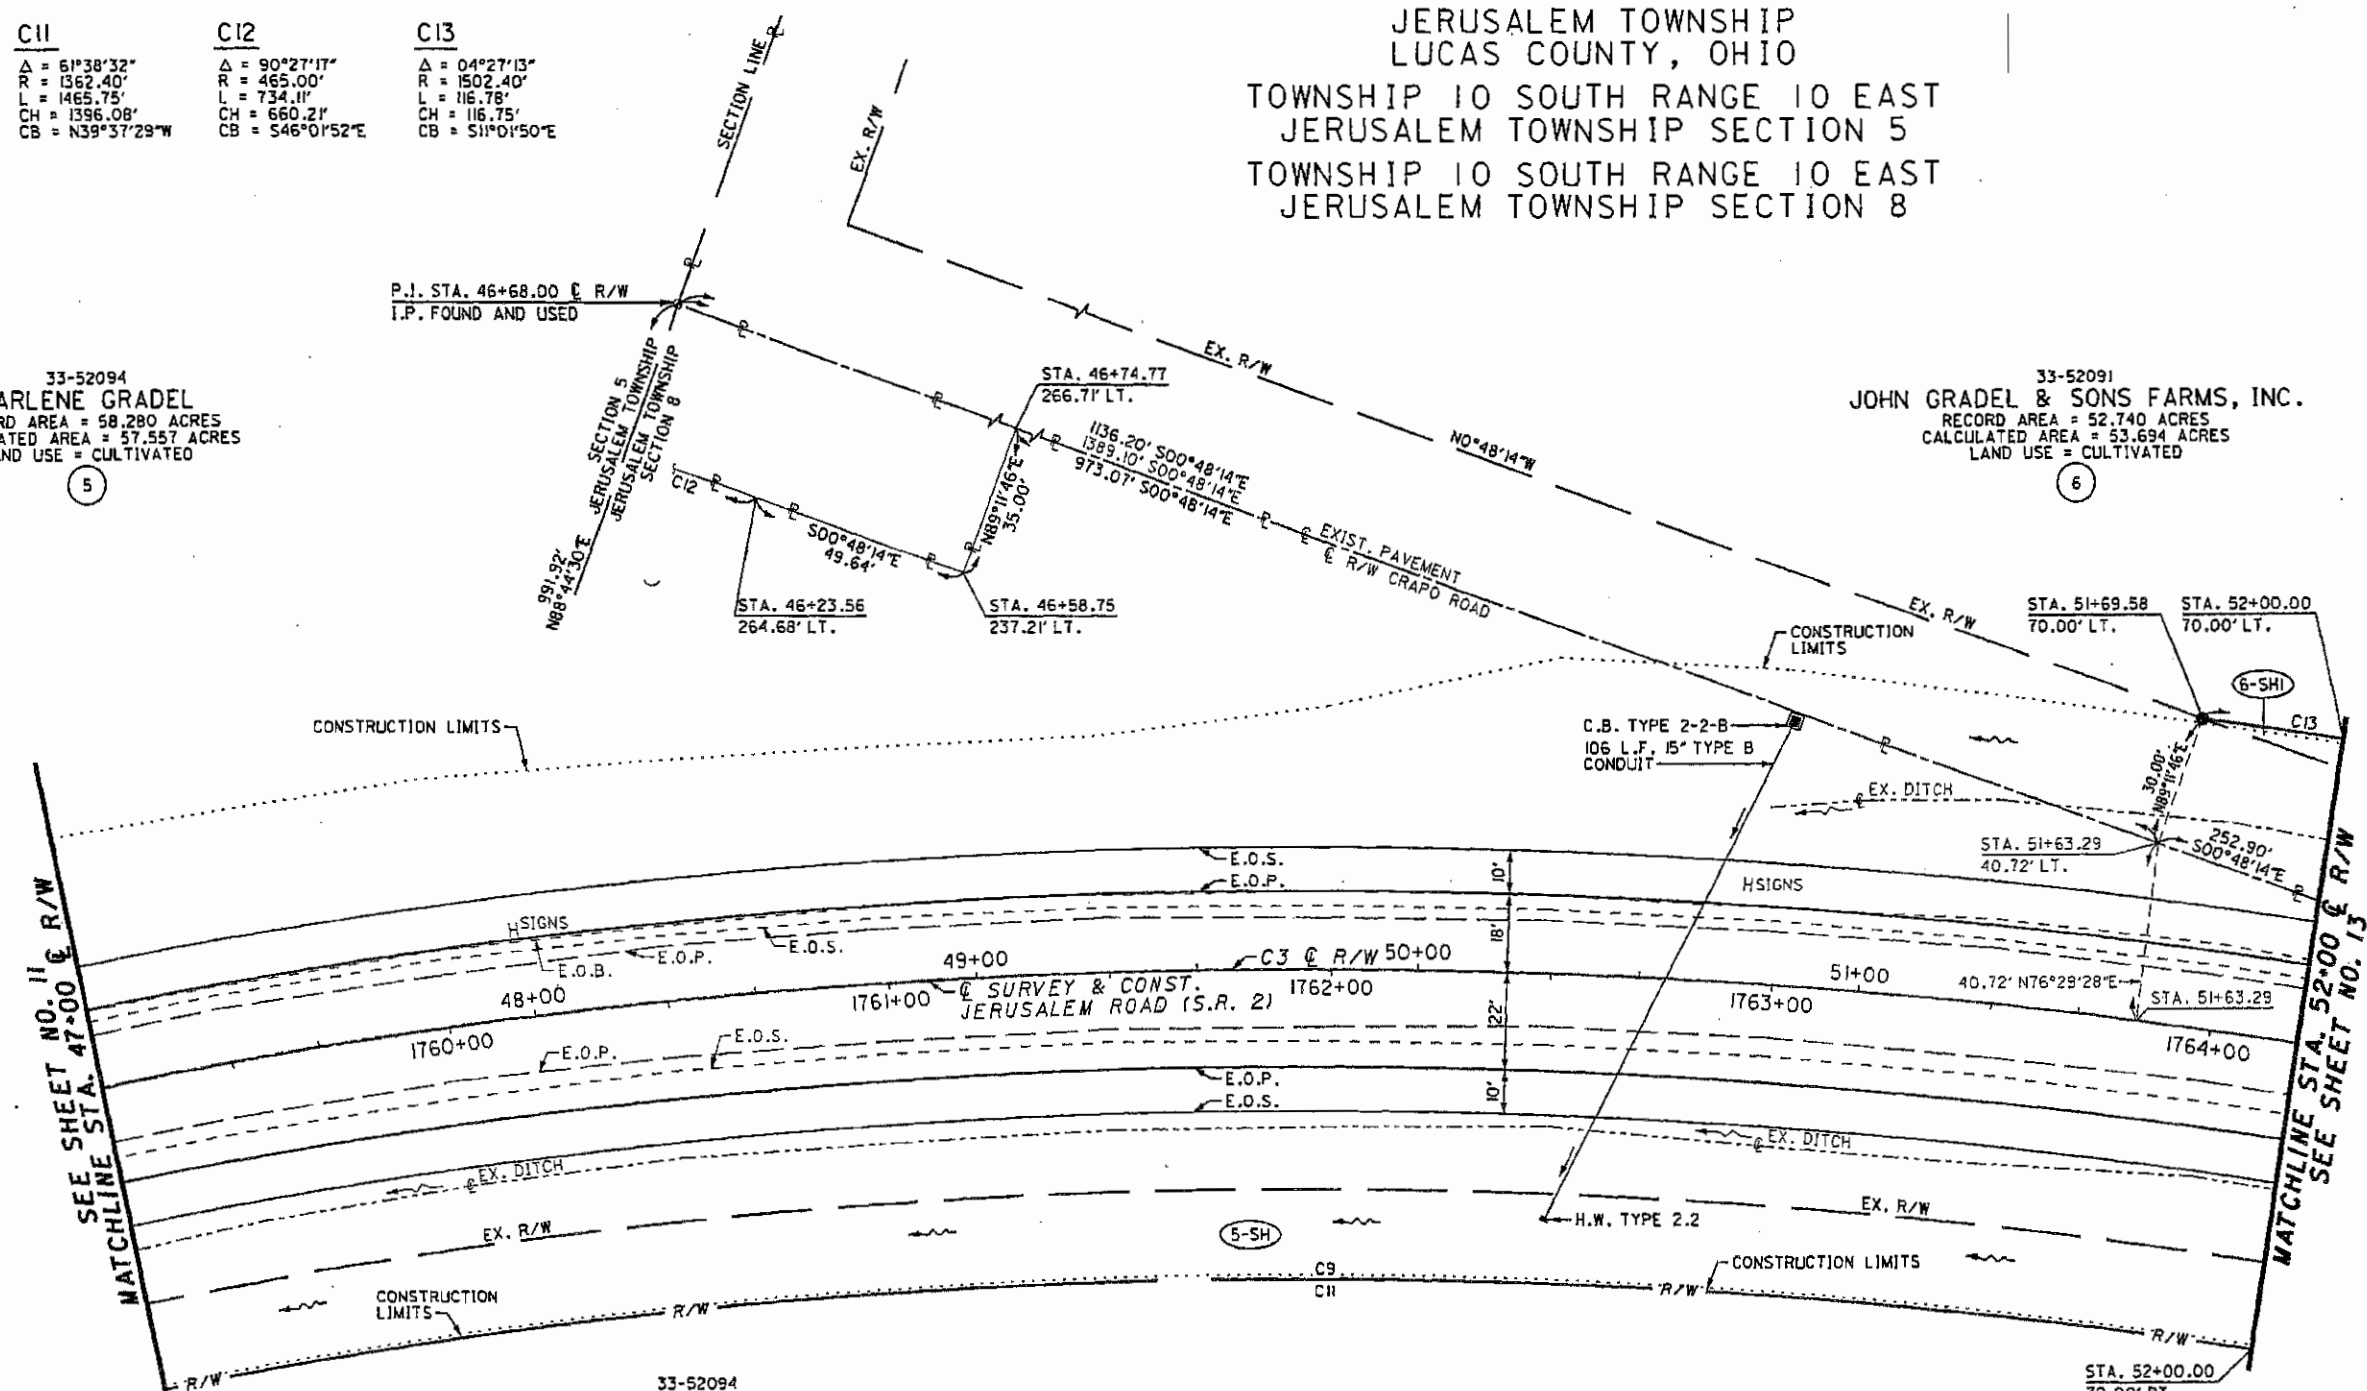 C11
Δ = 61°38'32"
R = 1362.40'
L = 1465.75'
CH = 1396.08'
CB = N39°37'29"W
C12
Δ = 90°27'17"
R = 465.00'
L = 734.11'
CH = 660.21'
CB = S46°01'52"E
C13
Δ = 04°27'13"
R = 1502.40'
L = 116.78'
CH = 116.75'
CB = S11°01'50"E
JERUSALEM TOWNSHIP
LUCAS COUNTY, OHIO
TOWNSHIP 10 SOUTH RANGE 10 EAST
JERUSALEM TOWNSHIP SECTION 5
TOWNSHIP 10 SOUTH RANGE 10 EAST
JERUSALEM TOWNSHIP SECTION 8
SECTION LINE
EX. R/W
P.I. STA. 46+68.00 ℄ R/W
I.P. FOUND AND USED
33-52094
ARLENE GRADEL
RD AREA = 58.280 ACRES
ATED AREA = 57.557 ACRES
ND USE = CULTIVATED
5
SECTION 5
JERUSALEM TOWNSHIP
JERUSALEM TOWNSHIP
SECTION 8
991.92'
N88°44'30"E
C12
S00°48'14"E
49.64'
N89°11'46"E
35.00'
STA. 46+74.77
266.71' LT.
STA. 46+23.56
264.68' LT.
STA. 46+58.75
237.21' LT.
1136.20' S00°48'14"E
1389.10' S00°48'14"E
973.07' S00°48'14"E
EX. R/W
N0°48'14"W
EXIST. PAVEMENT
℄ R/W CRAPO ROAD
EX. R/W
33-52091
JOHN GRADEL & SONS FARMS, INC.
RECORD AREA = 52.740 ACRES
CALCULATED AREA = 53.694 ACRES
LAND USE = CULTIVATED
6
STA. 51+69.58
70.00' LT.
STA. 52+00.00
70.00' LT.
CONSTRUCTION
LIMITS
6-SH1
C13
CONSTRUCTION LIMITS
C.B. TYPE 2-2-B
106 L.F. 15" TYPE B
CONDUIT
30.00'
N89°11'46"E
℄ EX. DITCH
STA. 51+63.29
40.72' LT.
252.90'
S00°48'14"E
E.O.S.
E.O.P.
10'
SIGNS
SIGNS
E.O.B.
E.O.P.
E.O.S.
18'
48+00
49+00
C3 ℄ R/W
50+00
51+00
40.72' N76°29'28"E
STA. 51+63.29
℄ SURVEY & CONST.
JERUSALEM ROAD (S.R. 2)
1760+00
1761+00
1762+00
1763+00
1764+00
22'
E.O.P.
E.O.S.
E.O.P.
E.O.S.
10'
℄ EX. DITCH
℄ EX. DITCH
EX. R/W
EX. R/W
5-SH
H.W. TYPE 2.2
C9
C11
CONSTRUCTION LIMITS
CONSTRUCTION
LIMITS
R/W
R/W
R/W
R/W
SEE SHEET NO. 11
MATCHLINE STA. 47+00 ℄ R/W
MATCHLINE STA. 52+00 ℄ R/W
SEE SHEET NO. 13
33-52094
STA. 52+00.00